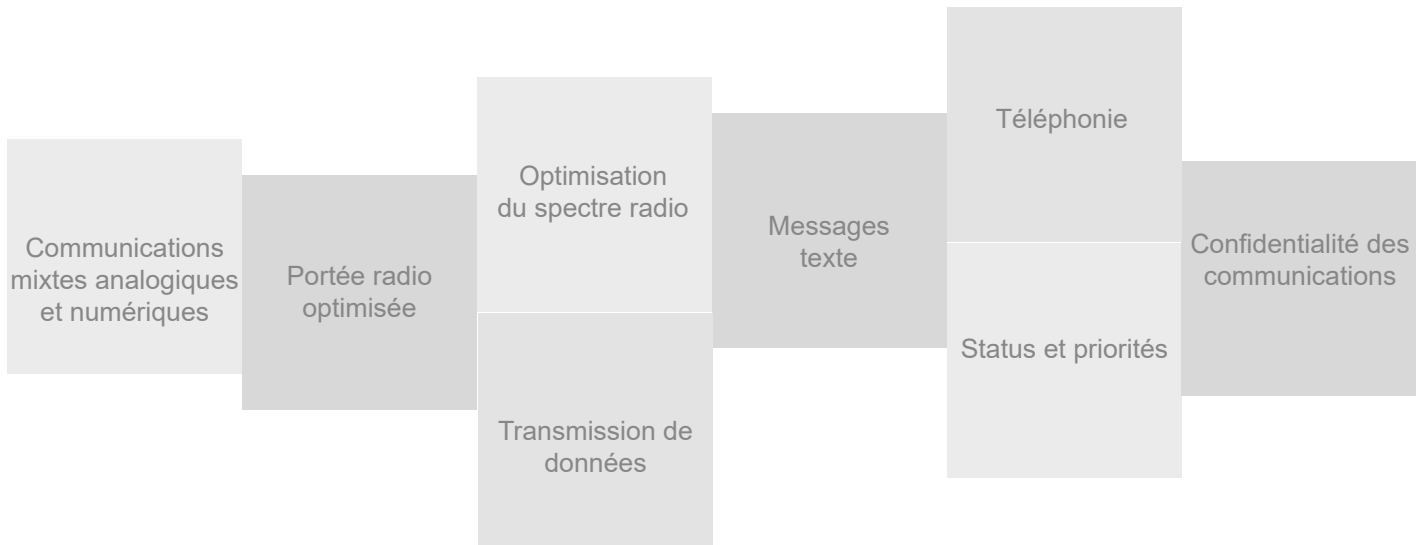 Communications
mixtes analogiques
et numériques
Portée radio
optimisée
Optimisation
du spectre radio
Transmission de
données
Messages
texte
Téléphonie
Status et priorités
Confidentialité des
communications